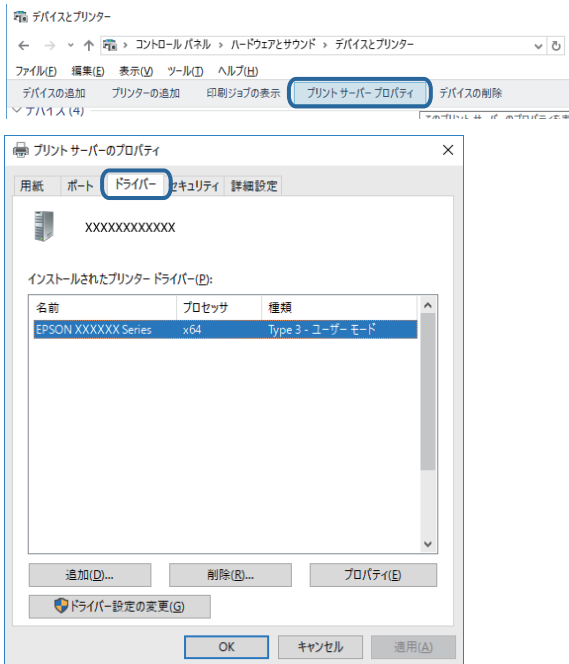 デバイスとプリンター
コントロール パネル › ハードウェアとサウンド › デバイスとプリンター
ファイル(F) 編集(E) 表示(V) ツール(T) ヘルプ(H)
デバイスの追加 プリンターの追加 印刷ジョブの表示 プリント サーバー プロパティ デバイスの削除
デバイス (4)
プリント サーバーのプロパティ
用紙 ポート ドライバー セキュリティ 詳細設定
XXXXXXXXXXXX
インストールされたプリンター ドライバー(P):
名前 プロセッサ 種類
EPSON XXXXXX Series x64 Type 3 - ユーザー モード
追加(D)... 削除(R)... プロパティ(E)
ドライバー設定の変更(G)
OK キャンセル 適用(A)